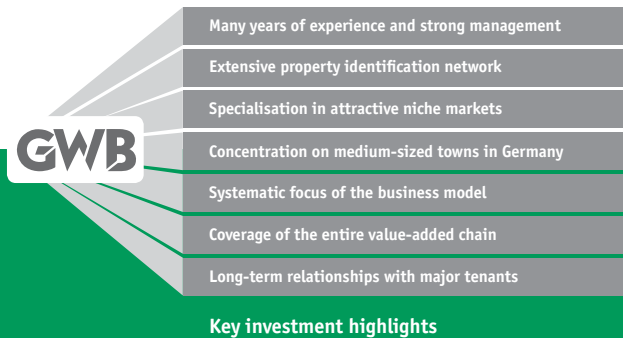 Many years of experience and strong management
Extensive property identification network
Specialisation in attractive niche markets
GWB
Concentration on medium-sized towns in Germany
Systematic focus of the business model
Coverage of the entire value-added chain
Long-term relationships with major tenants
Key investment highlights